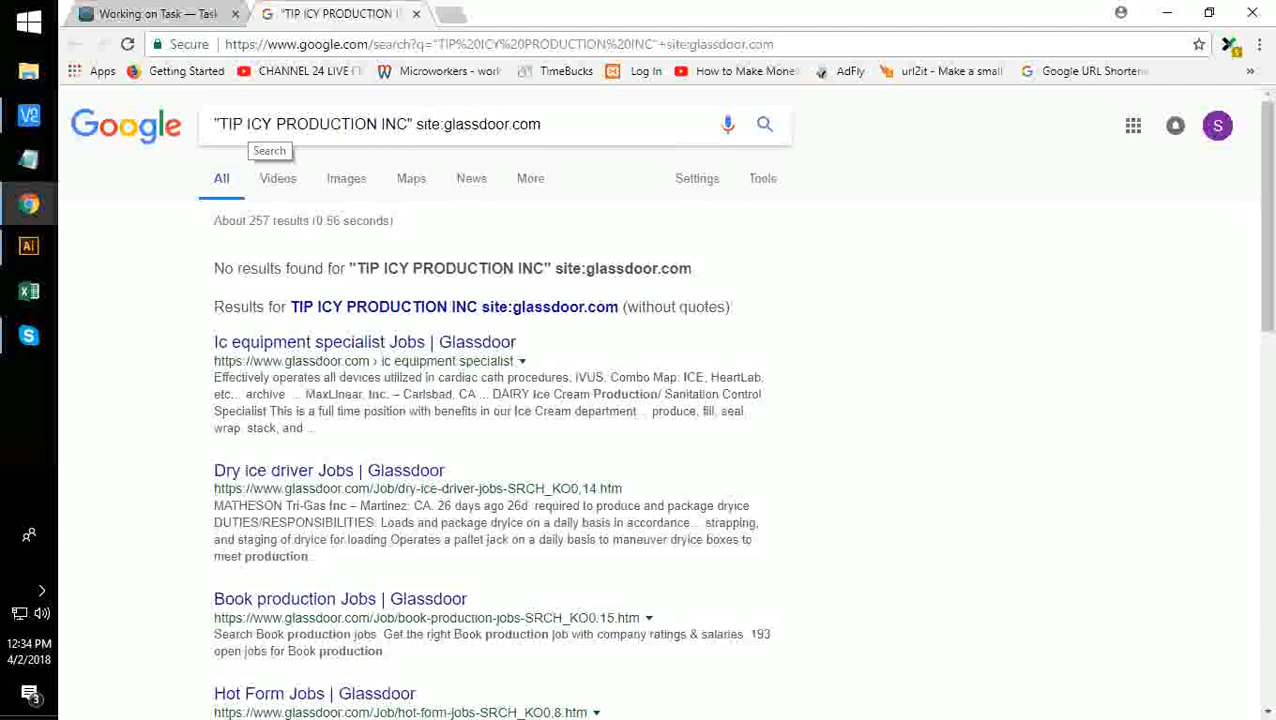 Working on Task — Task
"TIP ICY PRODUCTION I
Secure
https://www.google.com/search?q="TIP%20ICY%20PRODUCTION%20INC"+site:glassdoor.com
Apps
Getting Started
CHANNEL 24 LIVE (
Microworkers - work
TimeBucks
Log In
How to Make Mone
AdFly
url2it - Make a small
Google URL Shorten
»
Google
"TIP ICY PRODUCTION INC" site:glassdoor.com
S
Search
All
Videos
Images
Maps
News
More
Settings
Tools
About 257 results (0.56 seconds)
No results found for "TIP ICY PRODUCTION INC" site:glassdoor.com
Results for TIP ICY PRODUCTION INC site:glassdoor.com (without quotes)
Ic equipment specialist Jobs | Glassdoor
https://www.glassdoor.com › ic equipment specialist
Effectively operates all devices utilized in cardiac cath procedures, IVUS. Combo Map: ICE, HeartLab,
etc... archive ... MaxLinear, Inc. – Carlsbad, CA ... DAIRY Ice Cream Production/ Sanitation Control
Specialist This is a full time position with benefits in our Ice Cream department... produce, fill, seal,
wrap, stack, and ...
Dry ice driver Jobs | Glassdoor
https://www.glassdoor.com/Job/dry-ice-driver-jobs-SRCH_KO0,14.htm
MATHESON Tri-Gas Inc – Martinez, CA. 26 days ago 26d. required to produce and package dryice
DUTIES/RESPONSIBILITIES: Loads and package dryice on a daily basis in accordance... strapping,
and staging of dryice for loading Operates a pallet jack on a daily basis to maneuver dryice boxes to
meet production...
Book production Jobs | Glassdoor
https://www.glassdoor.com/Job/book-production-jobs-SRCH_KO0,15.htm
Search Book production jobs. Get the right Book production job with company ratings & salaries. 193
open jobs for Book production.
Hot Form Jobs | Glassdoor
https://www.glassdoor.com/Job/hot-form-jobs-SRCH_KO0,8.htm
V2
Ai
12:34 PM
4/2/2018
3